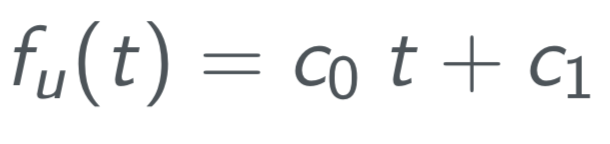 f_u(t) = c_0 t + c_1